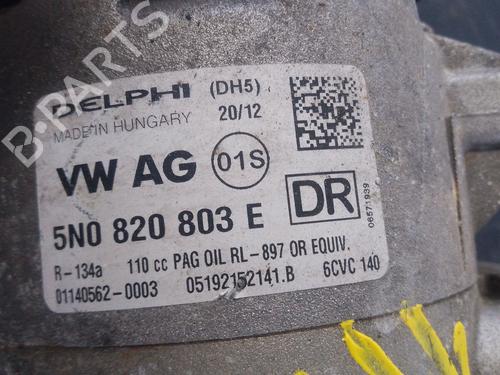 B-PARTS
DELPHI (DH5)
MADE IN HUNGARY 20/12
VW AG 01S
5N0 820 803 E DR
R-134a 110 cc PAG OIL RL-897 OR EQUIV.
01140562-0003 05192152141.B 6CVC 140
06571939